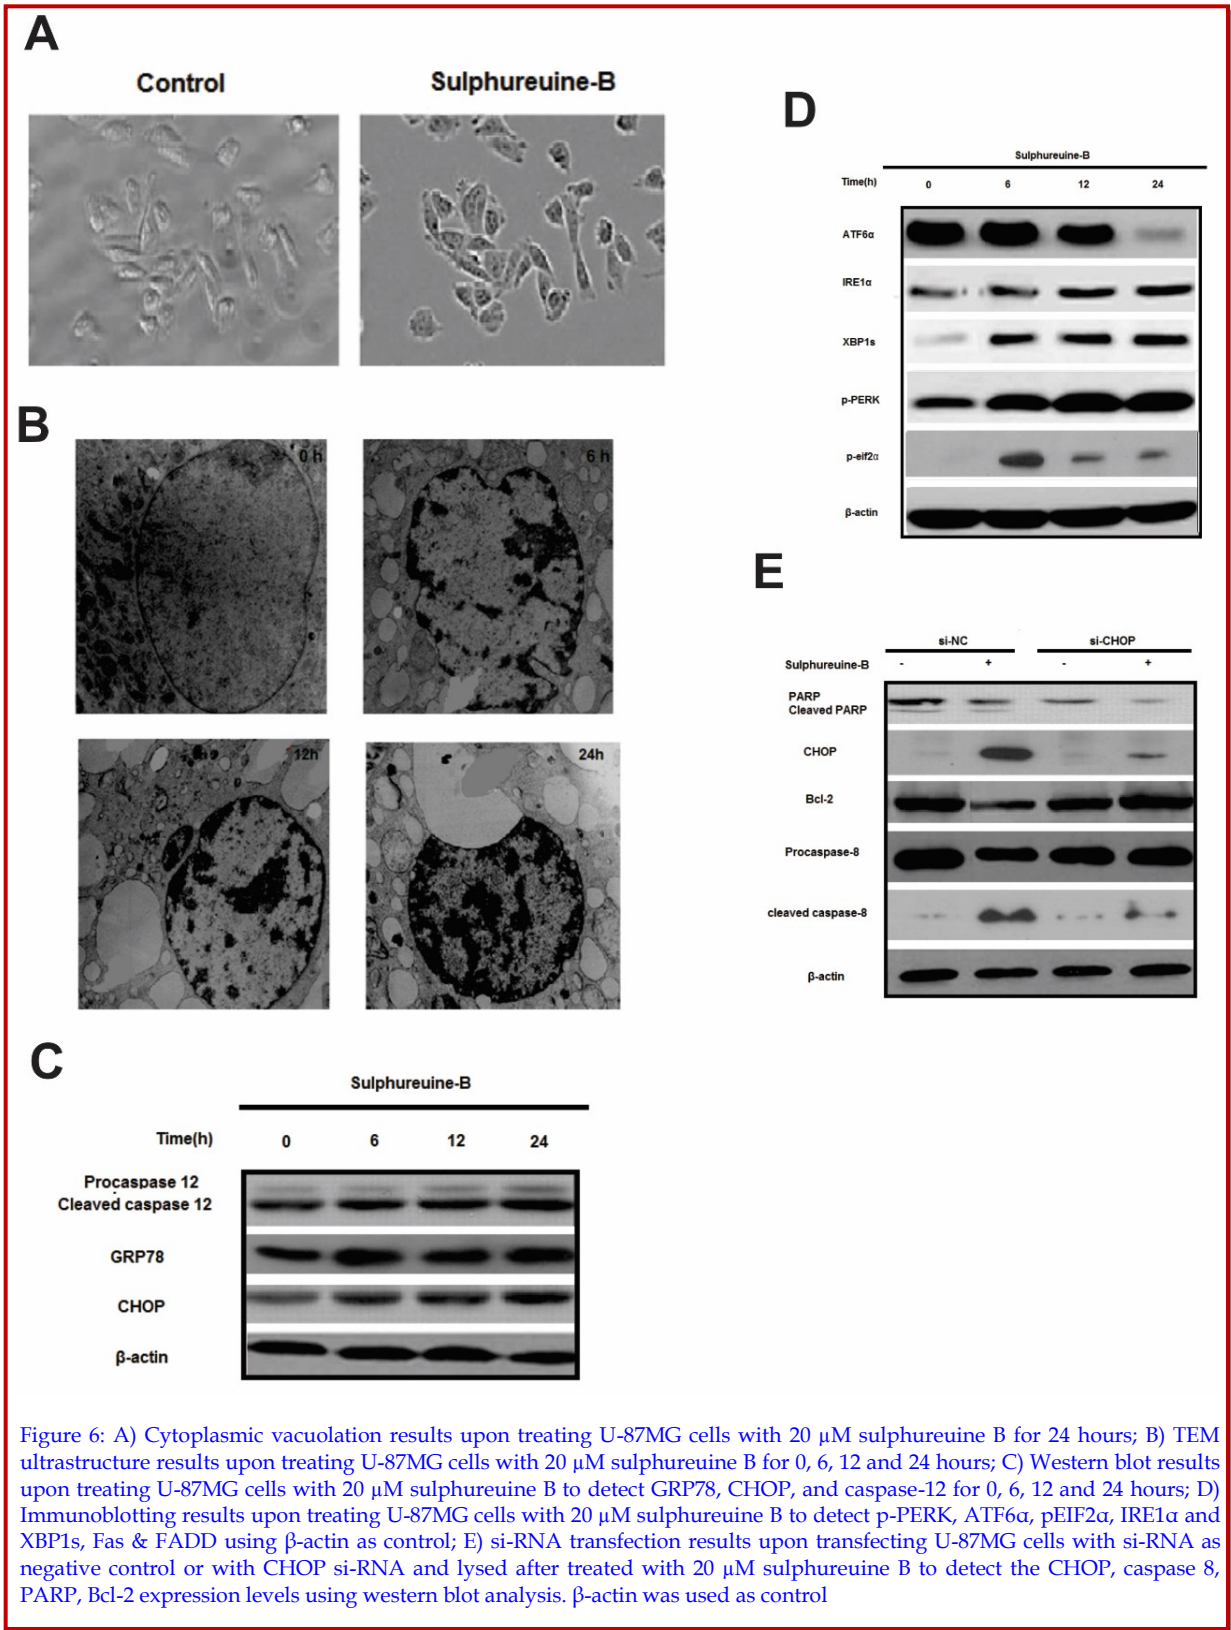 A
Control Sulphureuine-B
B
0 h
6 h
12h
24h
C
Sulphureuine-B
Time(h) 0 6 12 24
Procaspase 12
Cleaved caspase 12
GRP78
CHOP
β-actin
D
Sulphureuine-B
Time(h) 0 6 12 24
ATF6α
IRE1α
XBP1s
p-PERK
p-eif2α
β-actin
E
si-NC si-CHOP
Sulphureuine-B - + - +
PARP
Cleaved PARP
CHOP
Bcl-2
Procaspase-8
cleaved caspase-8
β-actin
Figure 6: A) Cytoplasmic vacuolation results upon treating U-87MG cells with 20 µM sulphureuine B for 24 hours; B) TEM
ultrastructure results upon treating U-87MG cells with 20 µM sulphureuine B for 0, 6, 12 and 24 hours; C) Western blot results
upon treating U-87MG cells with 20 µM sulphureuine B to detect GRP78, CHOP, and caspase-12 for 0, 6, 12 and 24 hours; D)
Immunoblotting results upon treating U-87MG cells with 20 µM sulphureuine B to detect p-PERK, ATF6α, pEIF2α, IRE1α and
XBP1s, Fas & FADD using β-actin as control; E) si-RNA transfection results upon transfecting U-87MG cells with si-RNA as
negative control or with CHOP si-RNA and lysed after treated with 20 µM sulphureuine B to detect the CHOP, caspase 8,
PARP, Bcl-2 expression levels using western blot analysis. β-actin was used as control